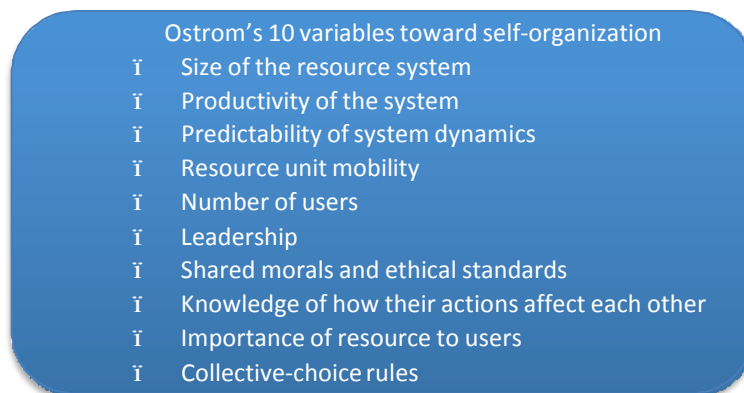 Ostrom's 10 variables toward self-organization
ï Size of the resource system
ï Productivity of the system
ï Predictability of system dynamics
ï Resource unit mobility
ï Number of users
ï Leadership
ï Shared morals and ethical standards
ï Knowledge of how their actions affect each other
ï Importance of resource to users
ï Collective-choice rules